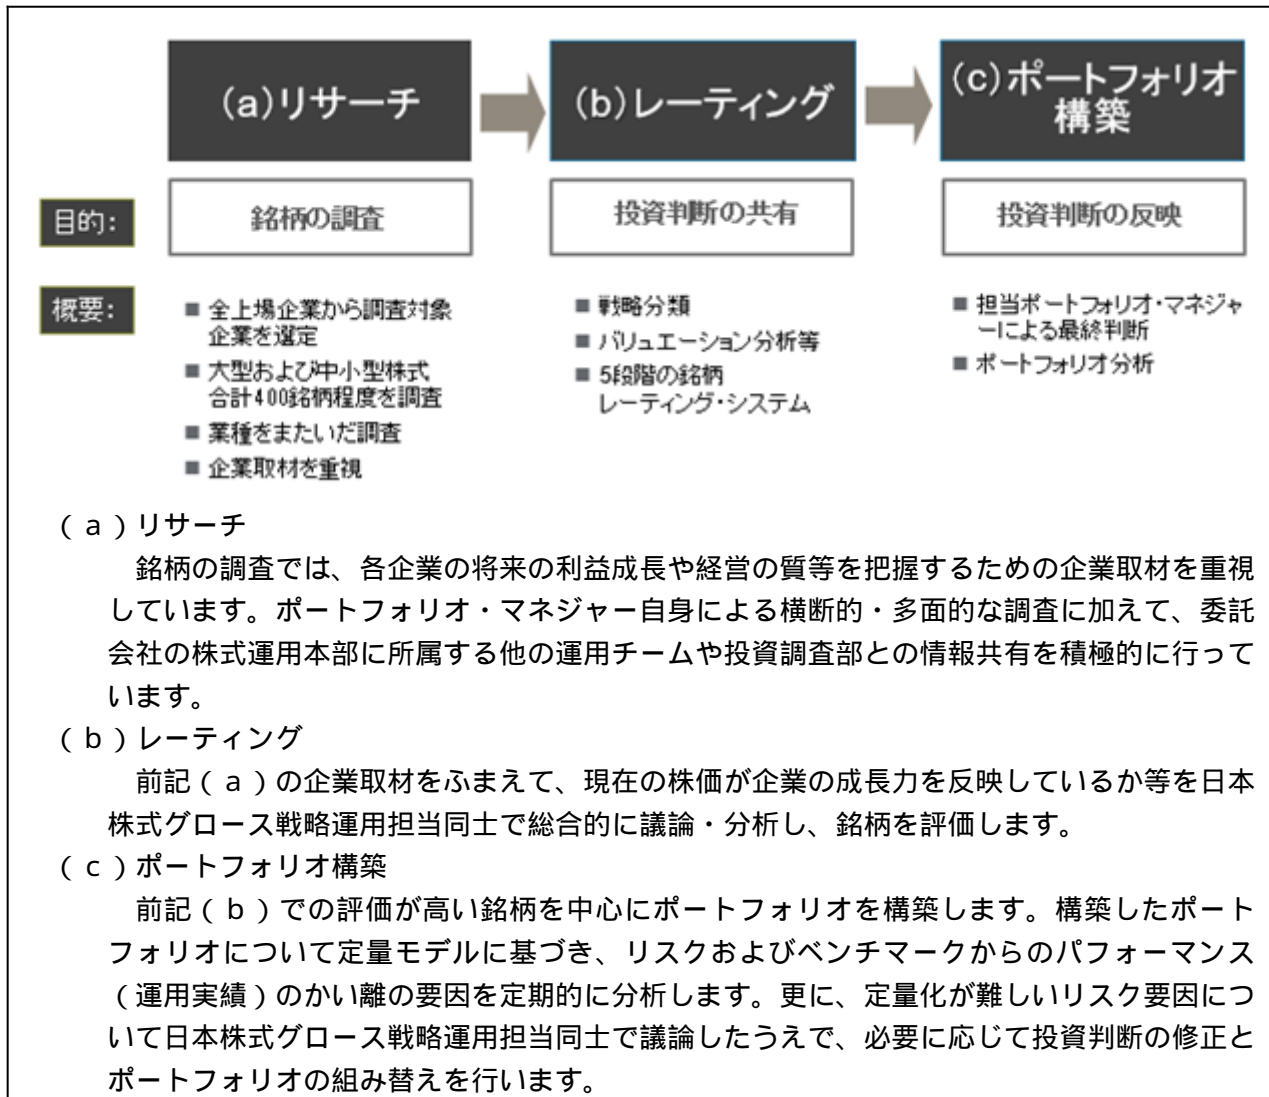 (a)リサーチ
(b)レーティング
(c)ポートフォリオ
構築
目的:
銘柄の調査
投資判断の共有
投資判断の反映
概要:
■ 全上場企業から調査対象
企業を選定
■ 大型および中小型株式
合計400銘柄程度を調査
■ 業種をまたいだ調査
■ 企業取材を重視
■ 戦略分類
■ バリュエーション分析等
■ 5段階の銘柄
レーティング・システム
■ 担当ポートフォリオ・マネジャ
ーによる最終判断
■ ポートフォリオ分析
(a)リサーチ
銘柄の調査では、各企業の将来の利益成長や経営の質等を把握するための企業取材を重視
しています。ポートフォリオ・マネジャー自身による横断的・多面的な調査に加えて、委託
会社の株式運用本部に所属する他の運用チームや投資調査部との情報共有を積極的に行って
います。
(b)レーティング
前記(a)の企業取材をふまえて、現在の株価が企業の成長力を反映しているか等を日本
株式グロース戦略運用担当同士で総合的に議論・分析し、銘柄を評価します。
(c)ポートフォリオ構築
前記(b)での評価が高い銘柄を中心にポートフォリオを構築します。構築したポート
フォリオについて定量モデルに基づき、リスクおよびベンチマークからのパフォーマンス
(運用実績)のかい離の要因を定期的に分析します。更に、定量化が難しいリスク要因につ
いて日本株式グロース戦略運用担当同士で議論したうえで、必要に応じて投資判断の修正と
ポートフォリオの組み替えを行います。